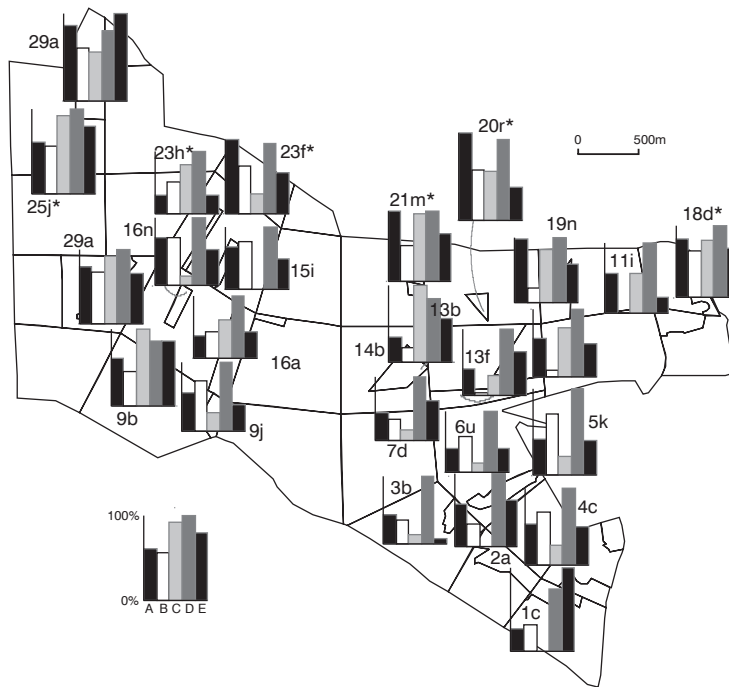 29a
20r*
0 500m
23h*
23f*
25j*
21m*
18d*
16n
19n
29a
15i
11i
13b
14b
13f
16a
9b
9j
7d
6u
5k
3b
4c
2a
1c
100%
0%
A B C D E